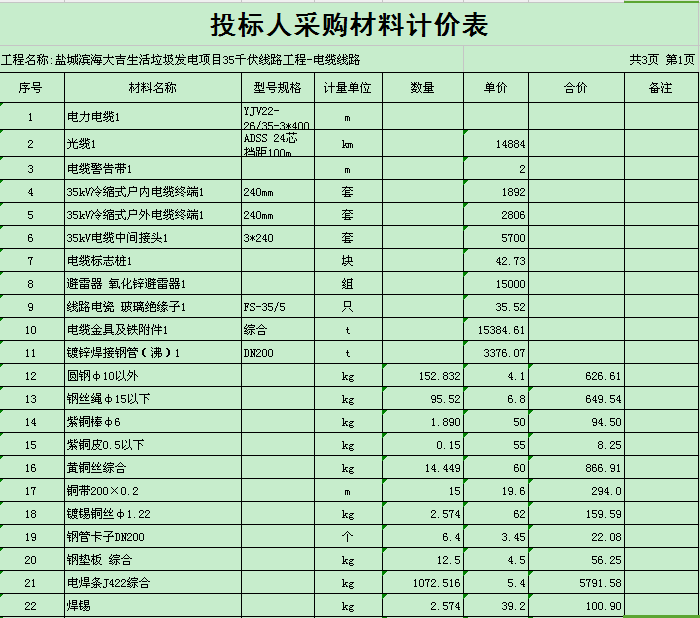 投标人采购材料计价表
工程名称:盐城滨海大吉生活垃圾发电项目35千伏线路工程-电缆线路 共3页 第1页
序号 材料名称 型号规格 计量单位 数量 单价 合价 备注
1 电力电缆1 YJV22-26/35-3*400 m
2 光缆1 ADSS 24芯 挡距100m km 14884
3 电缆警告带1 m 2
4 35kV冷缩式户内电缆终端1 240mm 套 1892
5 35kV冷缩式户外电缆终端1 240mm 套 2806
6 35kV电缆中间接头1 3*240 套 5700
7 电缆标志桩1 块 42.73
8 避雷器 氧化锌避雷器1 组 15000
9 线路电瓷 玻璃绝缘子1 FS-35/5 只 35.52
10 电缆金具及铁附件1 综合 t 15384.61
11 镀锌焊接钢管(沸)1 DN200 t 3376.07
12 圆钢φ10以外 kg 152.832 4.1 626.61
13 钢丝绳φ15以下 kg 95.52 6.8 649.54
14 紫铜棒φ6 kg 1.890 50 94.50
15 紫铜皮0.5以下 kg 0.15 55 8.25
16 黄铜丝综合 kg 14.449 60 866.91
17 铜带200×0.2 m 15 19.6 294.0
18 镀锡铜丝φ1.22 kg 2.574 62 159.59
19 钢管卡子DN200 个 6.4 3.45 22.08
20 钢垫板 综合 kg 12.5 4.5 56.25
21 电焊条J422综合 kg 1072.516 5.4 5791.58
22 焊锡 kg 2.574 39.2 100.90